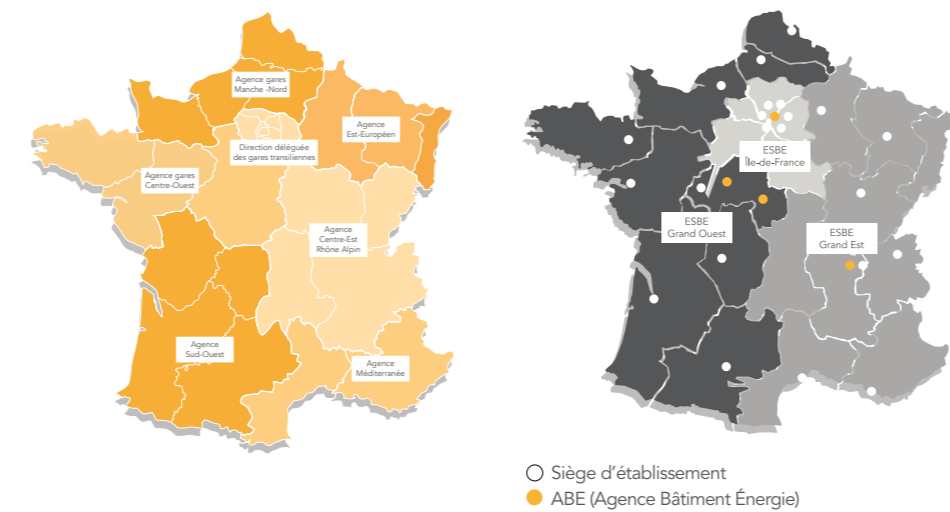 Agence gares
Manche -Nord
Agence
Est-Européen
Direction déléguée
des gares transiliennes
Agence gares
Centre-Ouest
Agence
Centre-Est
Rhône Alpin
Agence
Sud-Ouest
Agence
Méditerranée
ESBE
Île-de-France
ESBE
Grand Ouest
ESBE
Grand Est
Siège d'établissement
ABE (Agence Bâtiment Énergie)